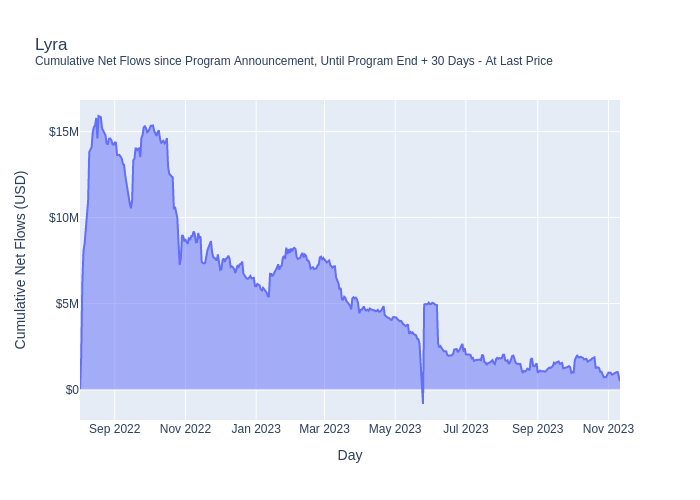 Lyra
Cumulative Net Flows since Program Announcement, Until Program End + 30 Days - At Last Price
Cumulative Net Flows (USD)
$15M
$10M
$5M
$0
Sep 2022
Nov 2022
Jan 2023
Mar 2023
May 2023
Jul 2023
Sep 2023
Nov 2023
Day